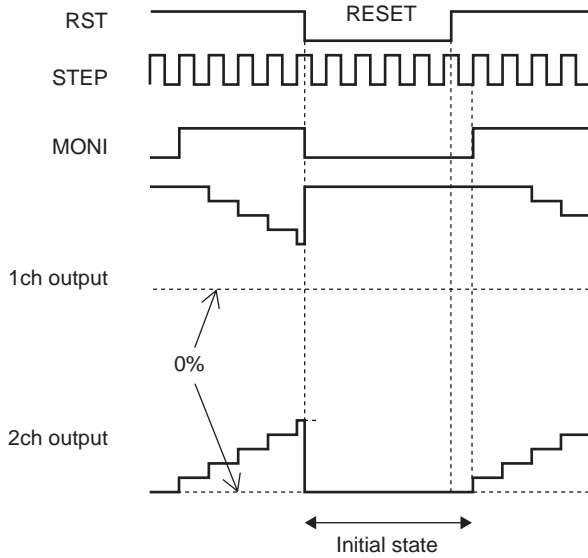 RST
RESET
STEP
MONI
1ch output
0%
2ch output
Initial state